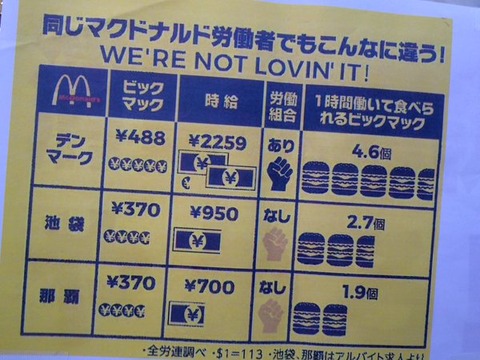 同じマクドナルド労働者でもこんなに違う!
WE'RE NOT LOVIN' IT!
ビック
マック
時給
労働
組合
1時間働いて食べら
れるビックマック
デン
マーク
¥488
¥2259
あり
4.6個
池袋
¥370
¥950
なし
2.7個
那覇
¥370
¥700
なし
1.9個
・全労連調べ・$1=113・池袋、那覇はアルバイト求人より